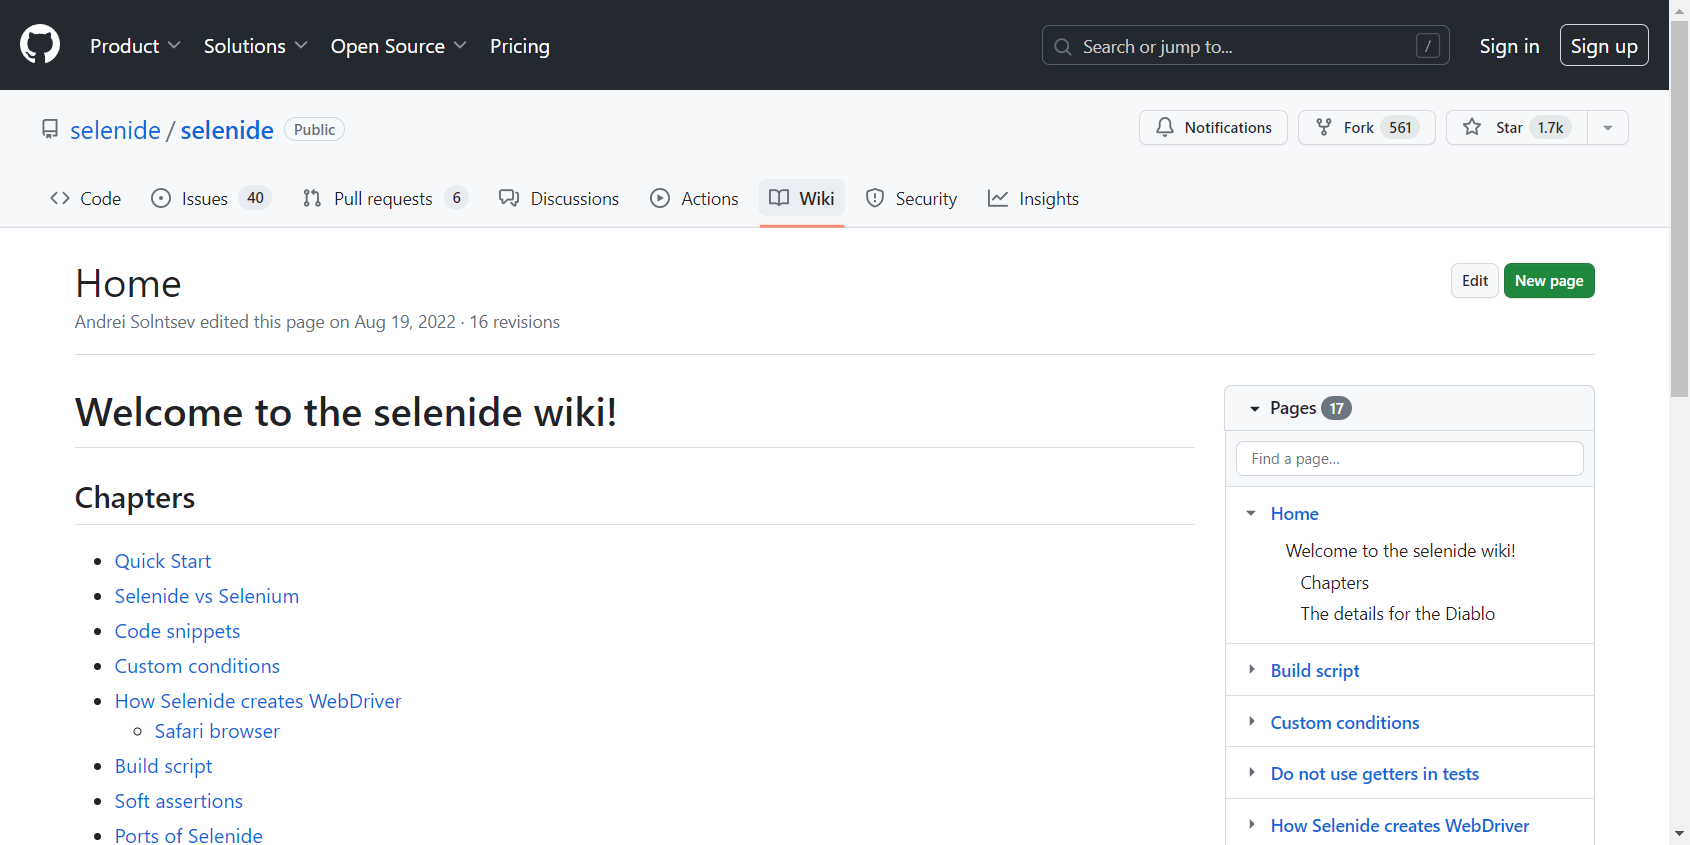 Product Solutions Open Source Pricing Search or jump to... / Sign in Sign up
selenide / selenide Public Notifications Fork 561 Star 1.7k
Code Issues 40 Pull requests 6 Discussions Actions Wiki Security Insights
Home
Edit New page
Andrei Solntsev edited this page on Aug 19, 2022 · 16 revisions
Welcome to the selenide wiki!
Chapters
Quick Start
Selenide vs Selenium
Code snippets
Custom conditions
How Selenide creates WebDriver
Safari browser
Build script
Soft assertions
Ports of Selenide
Pages 17
Find a page...
Home
Welcome to the selenide wiki!
Chapters
The details for the Diablo
Build script
Custom conditions
Do not use getters in tests
How Selenide creates WebDriver